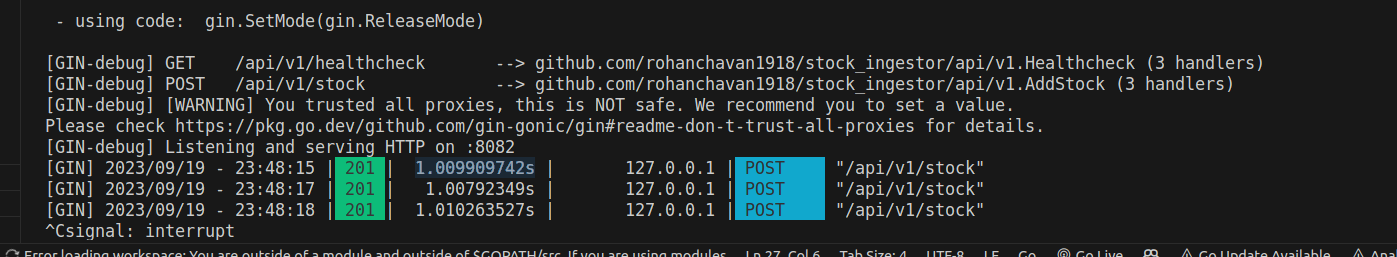 - using code:  gin.SetMode(gin.ReleaseMode)
[GIN-debug] GET    /api/v1/healthcheck       --> github.com/rohanchavan1918/stock_ingestor/api/v1.Healthcheck (3 handlers)
[GIN-debug] POST   /api/v1/stock             --> github.com/rohanchavan1918/stock_ingestor/api/v1.AddStock (3 handlers)
[GIN-debug] [WARNING] You trusted all proxies, this is NOT safe. We recommend you to set a value.
Please check https://pkg.go.dev/github.com/gin-gonic/gin#readme-don-t-trust-all-proxies for details.
[GIN-debug] Listening and serving HTTP on :8082
[GIN] 2023/09/19 - 23:48:15 | 201 |  1.009909742s |       127.0.0.1 | POST     "/api/v1/stock"
[GIN] 2023/09/19 - 23:48:17 | 201 |   1.00792349s |       127.0.0.1 | POST     "/api/v1/stock"
[GIN] 2023/09/19 - 23:48:18 | 201 |  1.010263527s |       127.0.0.1 | POST     "/api/v1/stock"
^Csignal: interrupt
Error loading workspace: You are outside of a module and outside of $GOPATH/src. If you are using modules Ln 27, Col 6 Tab Size: 4 UTF-8 LF Go Go Live Go Update Available